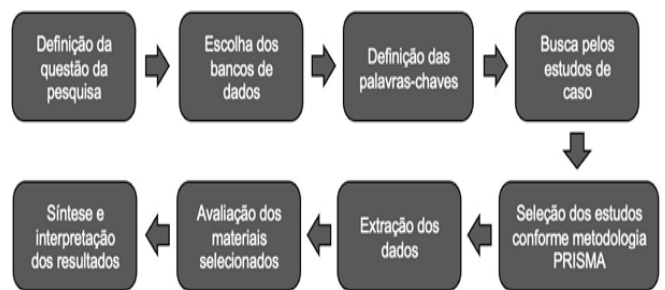 Definição da
questão da
pesquisa
Escolha dos
bancos de
dados
Definição das
palavras-chaves
Busca pelos
estudos de
caso
Seleção dos estudos
conforme metodologia
PRISMA
Extração dos
dados
Avaliação dos
materiais
selecionados
Síntese e
interpretação
dos resultados